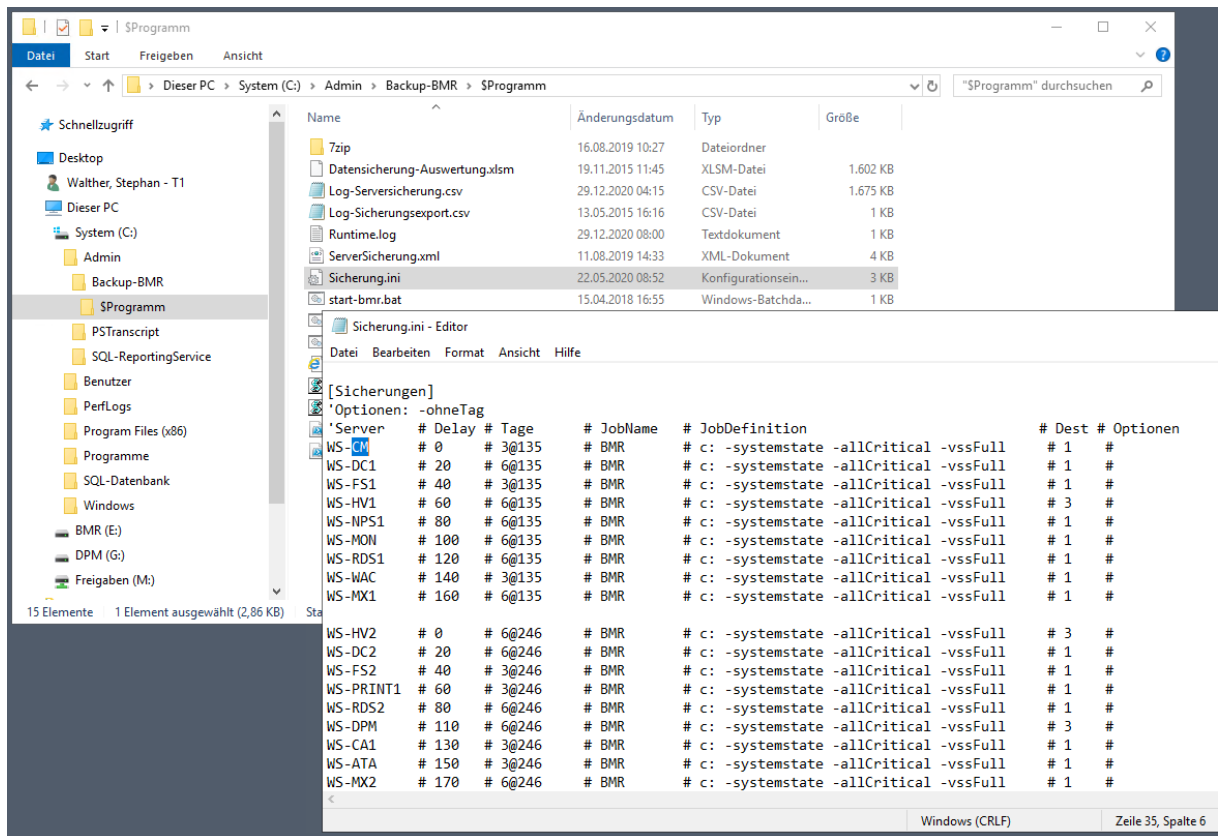 $Programm
Datei Start Freigeben Ansicht
Dieser PC > System (C:) > Admin > Backup-BMR > $Programm
"$Programm" durchsuchen
Schnellzugriff
Desktop
Walther, Stephan - T1
Dieser PC
System (C:)
Admin
Backup-BMR
$Programm
PSTranscript
SQL-ReportingService
Benutzer
PerfLogs
Program Files (x86)
Programme
SQL-Datenbank
Windows
BMR (E:)
DPM (G:)
Freigaben (M:)
Name Änderungsdatum Typ Größe
7zip 16.08.2019 10:27 Dateiordner
Datensicherung-Auswertung.xlsm 19.11.2015 11:45 XLSM-Datei 1.602 KB
Log-Serversicherung.csv 29.12.2020 04:15 CSV-Datei 1.675 KB
Log-Sicherungsexport.csv 13.05.2015 16:16 CSV-Datei 1 KB
Runtime.log 29.12.2020 08:00 Textdokument 1 KB
ServerSicherung.xml 11.08.2019 14:33 XML-Dokument 4 KB
Sicherung.ini 22.05.2020 08:52 Konfigurationsein... 3 KB
start-bmr.bat 15.04.2018 16:55 Windows-Batchda... 1 KB
15 Elemente 1 Element ausgewählt (2,86 KB) Sta
Sicherung.ini - Editor
Datei Bearbeiten Format Ansicht Hilfe
[Sicherungen]
'Optionen: -ohneTag
'Server # Delay # Tage # JobName # JobDefinition # Dest # Optionen
WS-CM # 0 # 3@135 # BMR # c: -systemstate -allCritical -vssFull # 1 #
WS-DC1 # 20 # 6@135 # BMR # c: -systemstate -allCritical -vssFull # 1 #
WS-FS1 # 40 # 3@135 # BMR # c: -systemstate -allCritical -vssFull # 1 #
WS-HV1 # 60 # 6@135 # BMR # c: -systemstate -allCritical -vssFull # 3 #
WS-NPS1 # 80 # 6@135 # BMR # c: -systemstate -allCritical -vssFull # 1 #
WS-MON # 100 # 6@135 # BMR # c: -systemstate -allCritical -vssFull # 1 #
WS-RDS1 # 120 # 6@135 # BMR # c: -systemstate -allCritical -vssFull # 1 #
WS-WAC # 140 # 3@135 # BMR # c: -systemstate -allCritical -vssFull # 1 #
WS-MX1 # 160 # 6@135 # BMR # c: -systemstate -allCritical -vssFull # 1 #
WS-HV2 # 0 # 6@246 # BMR # c: -systemstate -allCritical -vssFull # 3 #
WS-DC2 # 20 # 6@246 # BMR # c: -systemstate -allCritical -vssFull # 1 #
WS-FS2 # 40 # 3@246 # BMR # c: -systemstate -allCritical -vssFull # 1 #
WS-PRINT1 # 60 # 3@246 # BMR # c: -systemstate -allCritical -vssFull # 1 #
WS-RDS2 # 80 # 6@246 # BMR # c: -systemstate -allCritical -vssFull # 1 #
WS-DPM # 110 # 6@246 # BMR # c: -systemstate -allCritical -vssFull # 3 #
WS-CA1 # 130 # 3@246 # BMR # c: -systemstate -allCritical -vssFull # 1 #
WS-ATA # 150 # 3@246 # BMR # c: -systemstate -allCritical -vssFull # 1 #
WS-MX2 # 170 # 6@246 # BMR # c: -systemstate -allCritical -vssFull # 1 #
Windows (CRLF) Zeile 35, Spalte 6